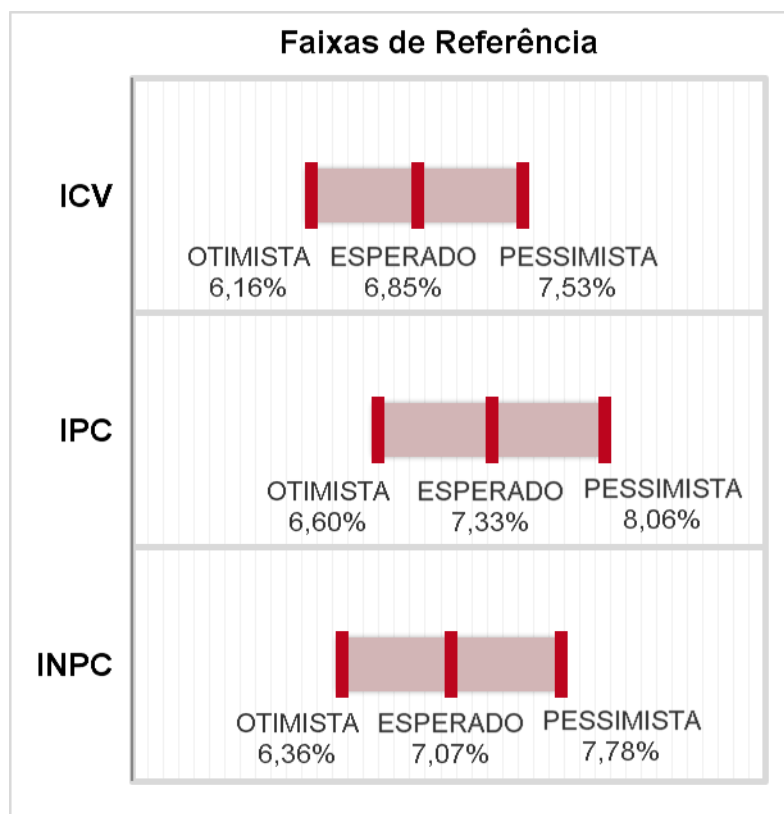 Faixas de Referência
ICV
OTIMISTA ESPERADO PESSIMISTA
6,16% 6,85% 7,53%
IPC
OTIMISTA ESPERADO PESSIMISTA
6,60% 7,33% 8,06%
INPC
OTIMISTA ESPERADO PESSIMISTA
6,36% 7,07% 7,78%